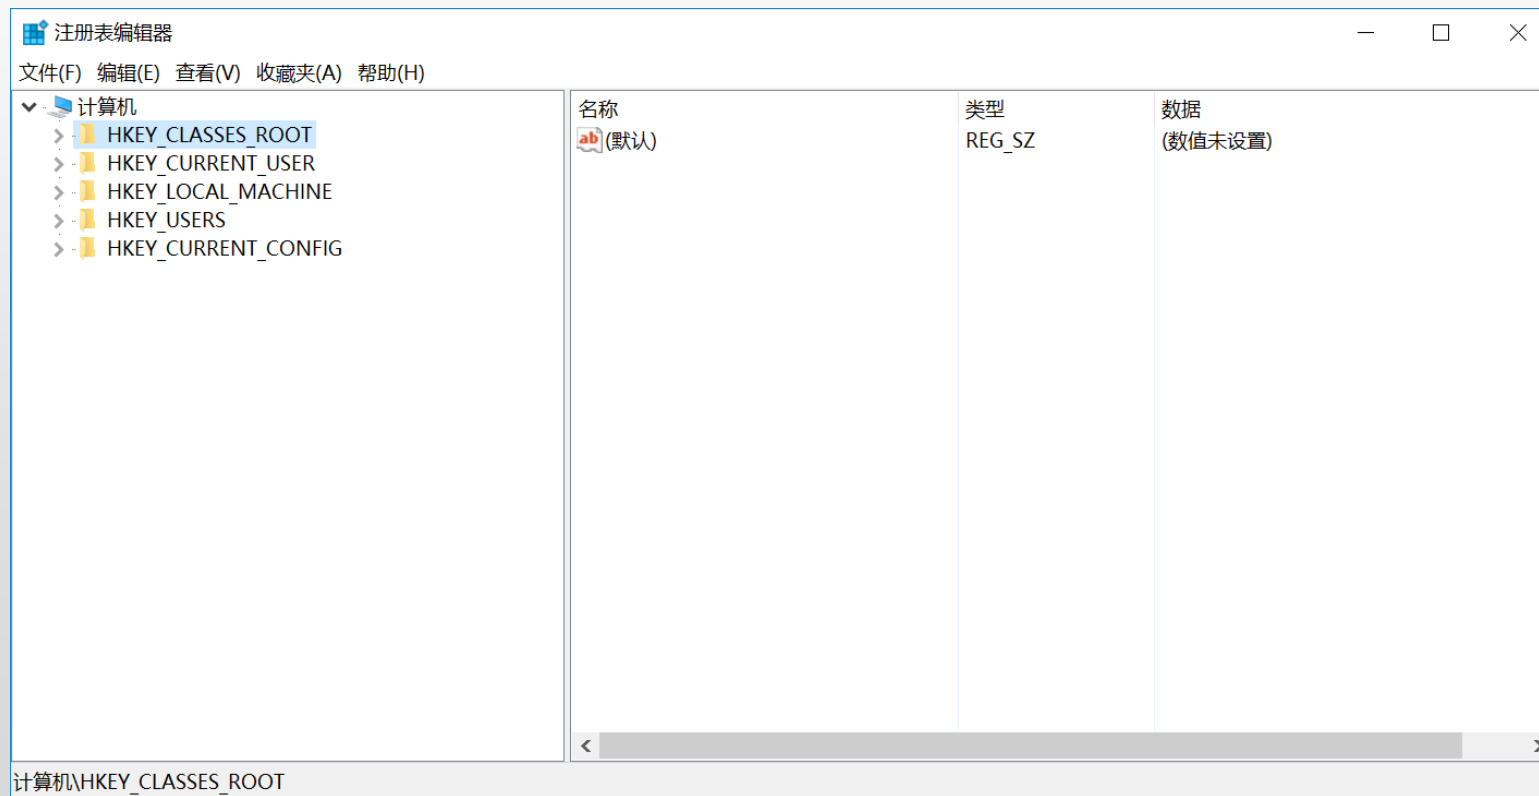 注册表编辑器
文件(F) 编辑(E) 查看(V) 收藏夹(A) 帮助(H)
计算机
HKEY_CLASSES_ROOT
HKEY_CURRENT_USER
HKEY_LOCAL_MACHINE
HKEY_USERS
HKEY_CURRENT_CONFIG
名称 类型 数据
ab (默认) REG_SZ (数值未设置)
计算机\HKEY_CLASSES_ROOT